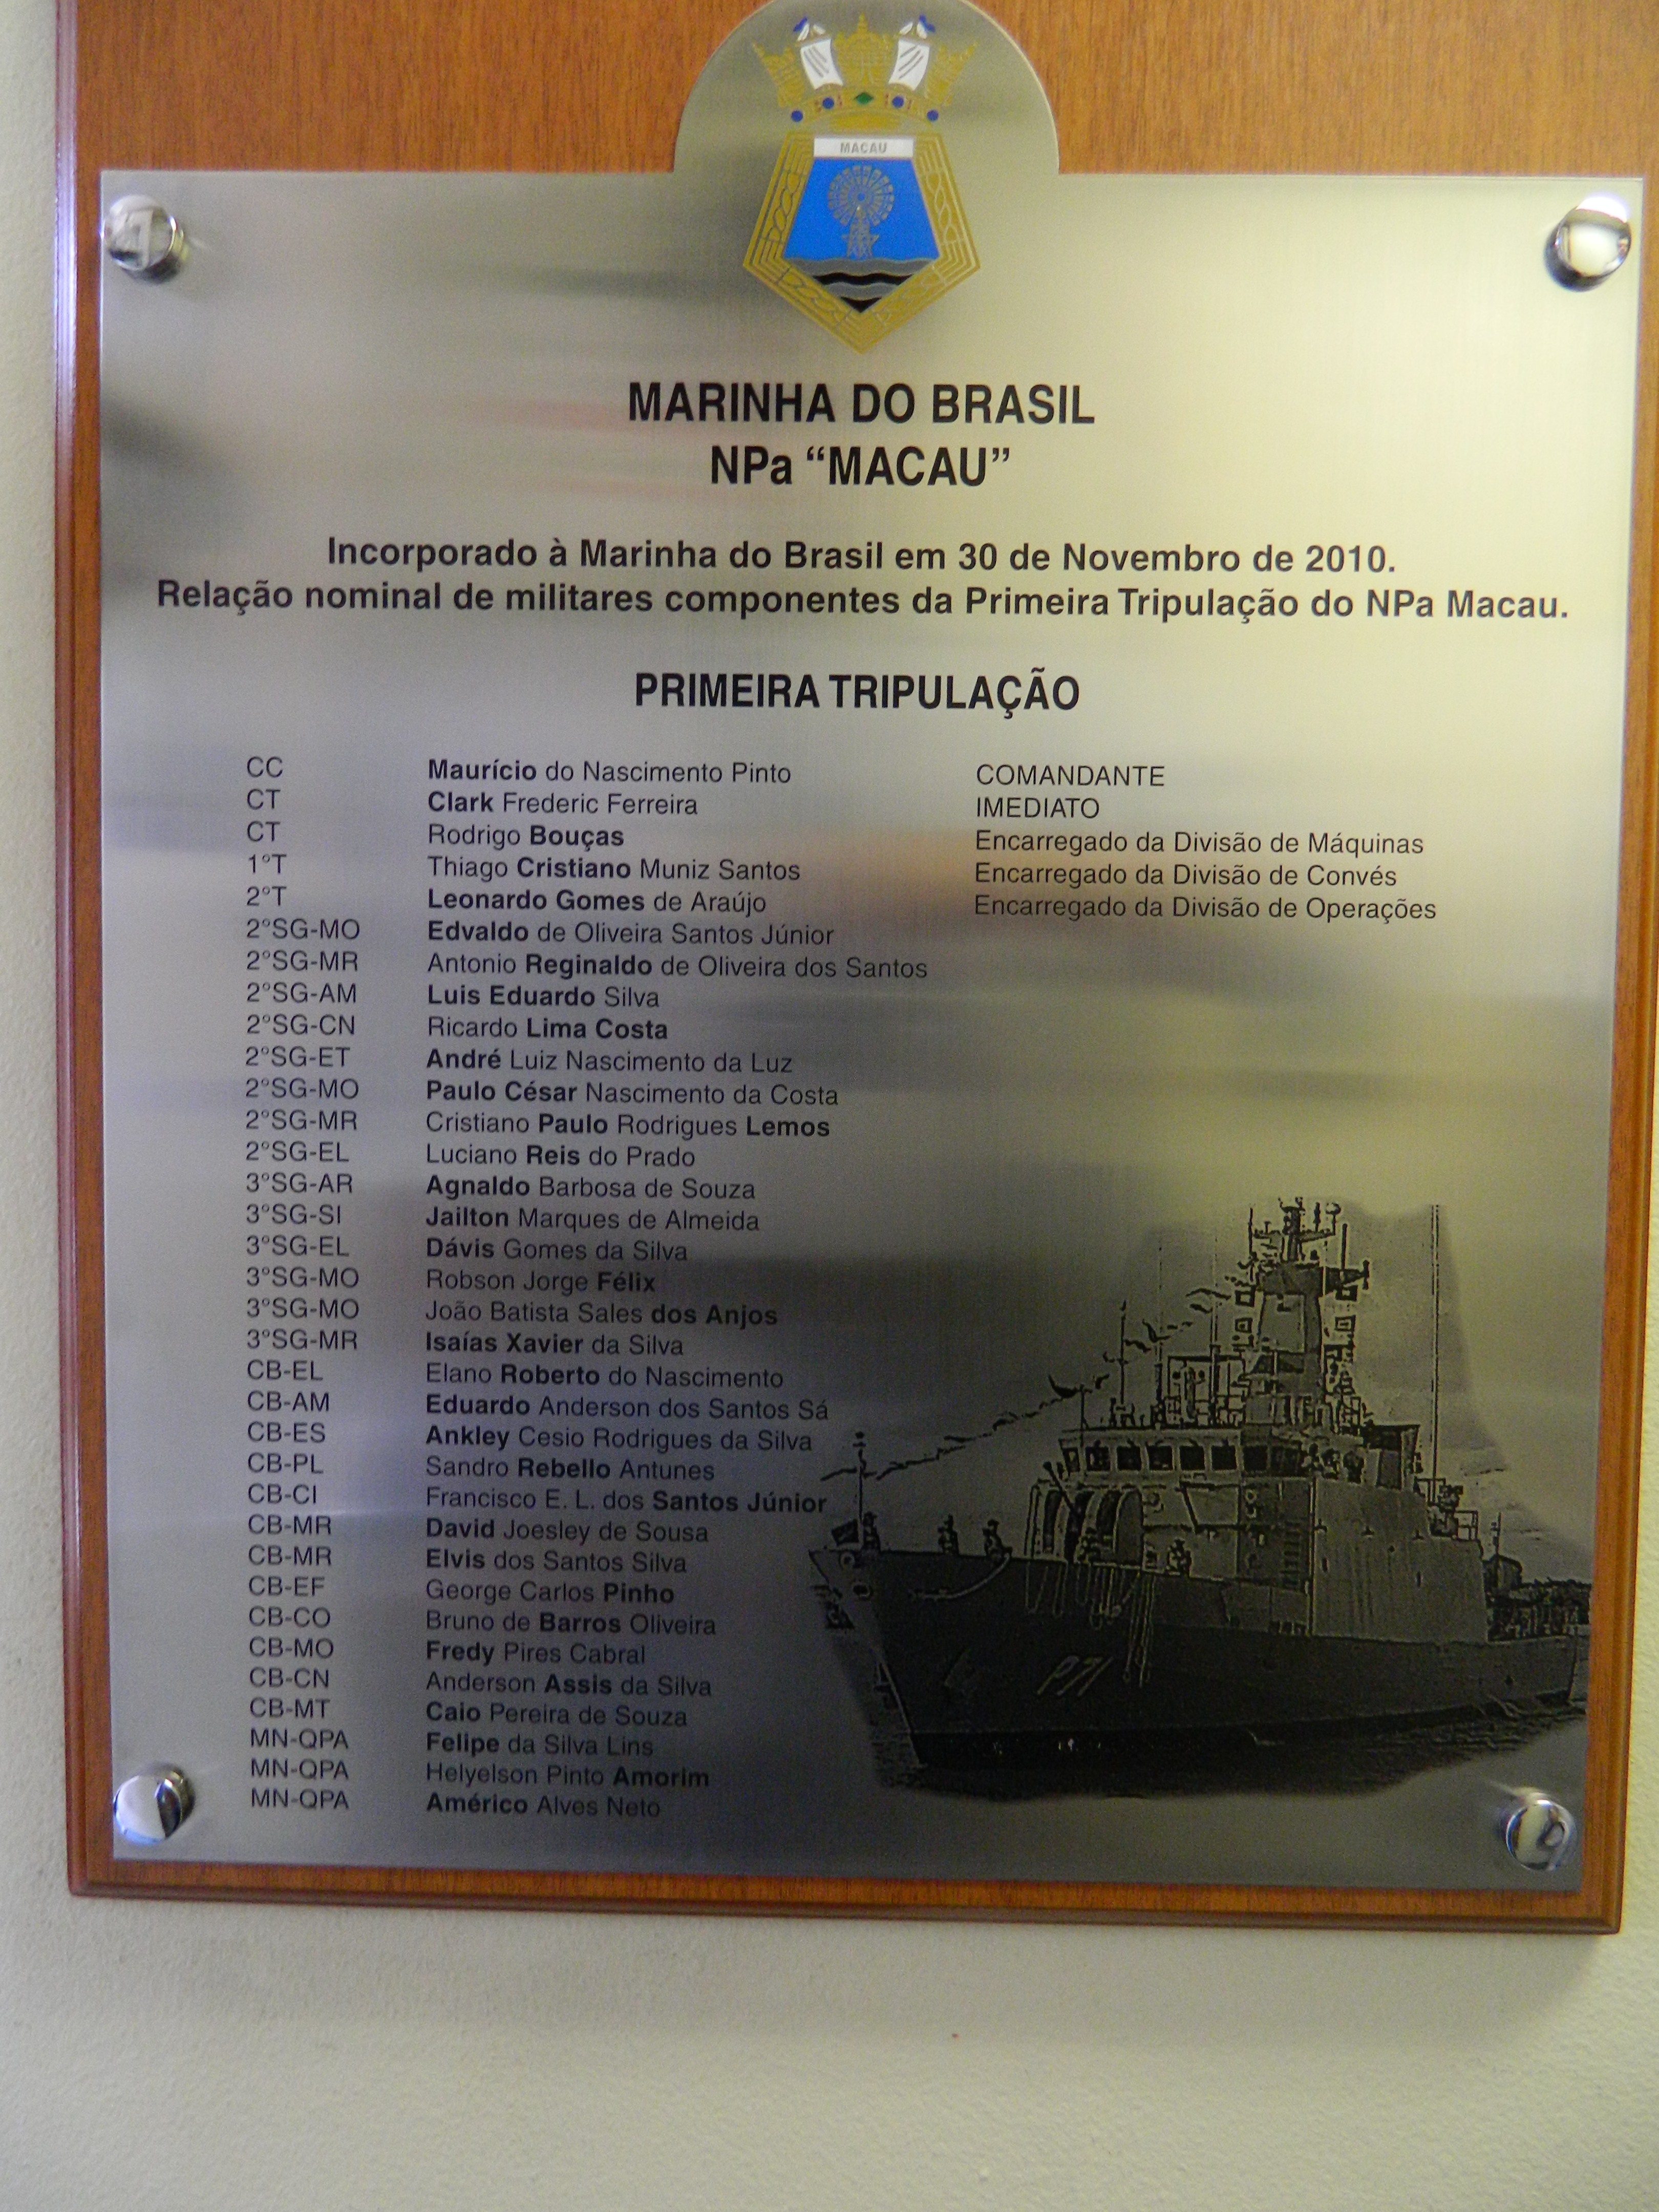 MACAU
MARINHA DO BRASIL
NPa “MACAU”
Incorporado à Marinha do Brasil em 30 de Novembro de 2010.
Relação nominal de militares componentes da Primeira Tripulação do NPa Macau.
PRIMEIRA TRIPULAÇÃO
CC Maurício do Nascimento Pinto COMANDANTE
CT Clark Frederic Ferreira IMEDIATO
CT Rodrigo Bouças Encarregado da Divisão de Máquinas
1°T Thiago Cristiano Muniz Santos Encarregado da Divisão de Convés
2°T Leonardo Gomes de Araújo Encarregado da Divisão de Operações
2°SG-MO Edvaldo de Oliveira Santos Júnior
2°SG-MR Antonio Reginaldo de Oliveira dos Santos
2°SG-AM Luis Eduardo Silva
2°SG-CN Ricardo Lima Costa
2°SG-ET André Luiz Nascimento da Luz
2°SG-MO Paulo César Nascimento da Costa
2°SG-MR Cristiano Paulo Rodrigues Lemos
2°SG-EL Luciano Reis do Prado
3°SG-AR Agnaldo Barbosa de Souza
3°SG-SI Jailton Marques de Almeida
3°SG-EL Dávis Gomes da Silva
3°SG-MO Robson Jorge Félix
3°SG-MO João Batista Sales dos Anjos
3°SG-MR Isaías Xavier da Silva
CB-EL Elano Roberto do Nascimento
CB-AM Eduardo Anderson dos Santos Sá
CB-ES Ankley Cesio Rodrigues da Silva
CB-PL Sandro Rebello Antunes
CB-CI Francisco E. L. dos Santos Júnior
CB-MR David Joesley de Sousa
CB-MR Elvis dos Santos Silva
CB-EF George Carlos Pinho
CB-CO Bruno de Barros Oliveira
CB-MO Fredy Pires Cabral
CB-CN Anderson Assis da Silva
CB-MT Caio Pereira de Souza
MN-QPA Felipe da Silva Lins
MN-QPA Helyelson Pinto Amorim
MN-QPA Américo Alves Neto
P71